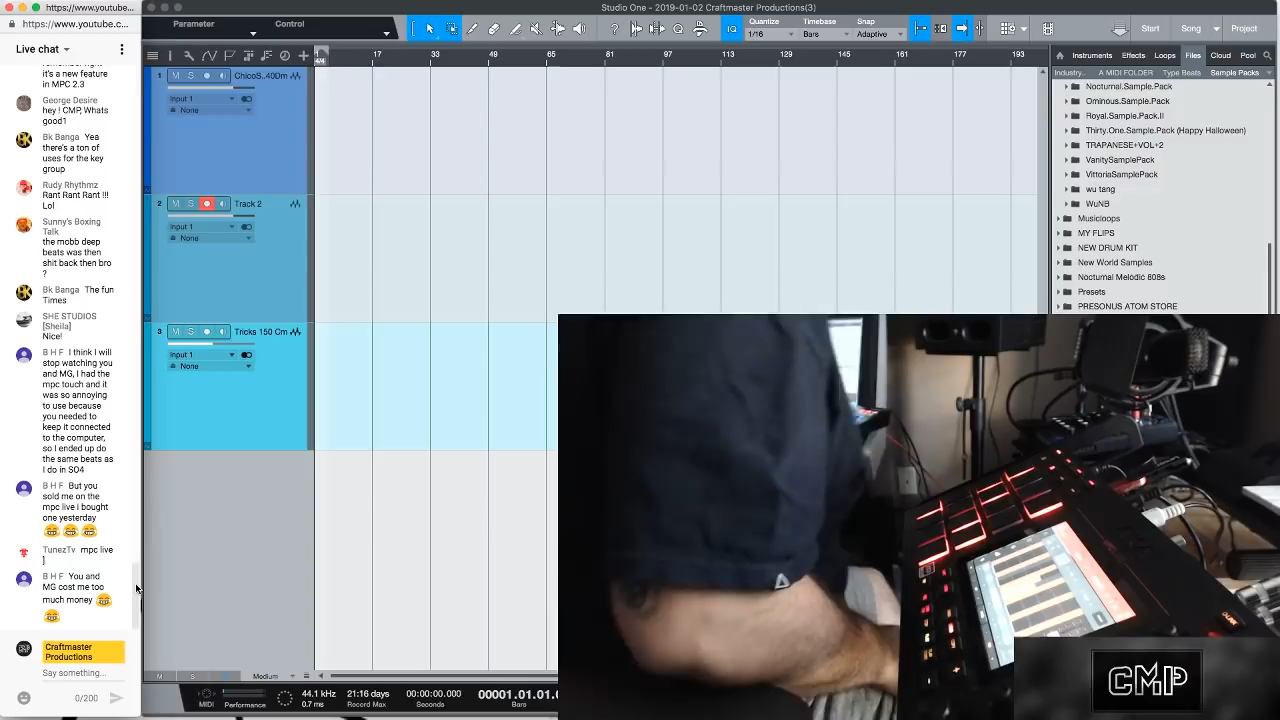 https://www.youtube...
https://www.youtube.c...
Live chat
remember right
it's a new feature
in MPC 2.3
George Desire
hey ! CMP, Whats
good1
Bk Banga Yea
there's a ton of
uses for the key
group
Rudy Rhythmz
Rant Rant Rant !!!
Lol
Sunny's Boxing
Talk
the mobb deep
beats was then
shit back then bro
?
Bk Banga The fun
Times
SHE STUDIOS
[Sheila]
Nice!
B H F I think I will
stop watching you
and MG, I had the
mpc touch and it
was so annoying
to use because
you needed to
keep it connected
to the computer,
so I ended up do
the same beats as
I do in SO4
B H F But you
sold me on the
mpc live i bought
one yesterday
😂 😂 😂
TunezTv mpc live
]
B H F You and
MG cost me too
much money 😂
😂
Craftmaster
Productions
Say something...
0/200
Studio One - 2019-01-02 Craftmaster Productions(3)
Parameter Control
IQ Quantize 1/16 Timebase Bars Snap Adaptive
Start Song Project
1 17 33 49 65 81 97 113 129 145 161 177 193
4/4
1 M S ChicoS..40Dm
Input 1
None
2 M S Track 2
Input 1
None
3 M S Tricks 150 Cm
Input 1
None
M S Medium
MIDI Performance
44.1 kHz
0.7 ms
21:16 days
Record Max
00:00:00.000
Seconds
00001.01.01.0
Bars
Instruments Effects Loops Files Cloud Pool
Industry.. A MIDI FOLDER Type Beats Sample Packs
Nocturnal.Sample.Pack
Ominous.Sample.Pack
Royal.Sample.Pack.II
Thirty.One.Sample.Pack (Happy Halloween)
TRAPANESE+VOL+2
VanitySamplePack
VittoriaSamplePack
wu tang
WuNB
Musicloops
MY FLIPS
NEW DRUM KIT
New World Samples
Nocturnal Melodic 808s
Presets
PRESONUS ATOM STORE
CMP